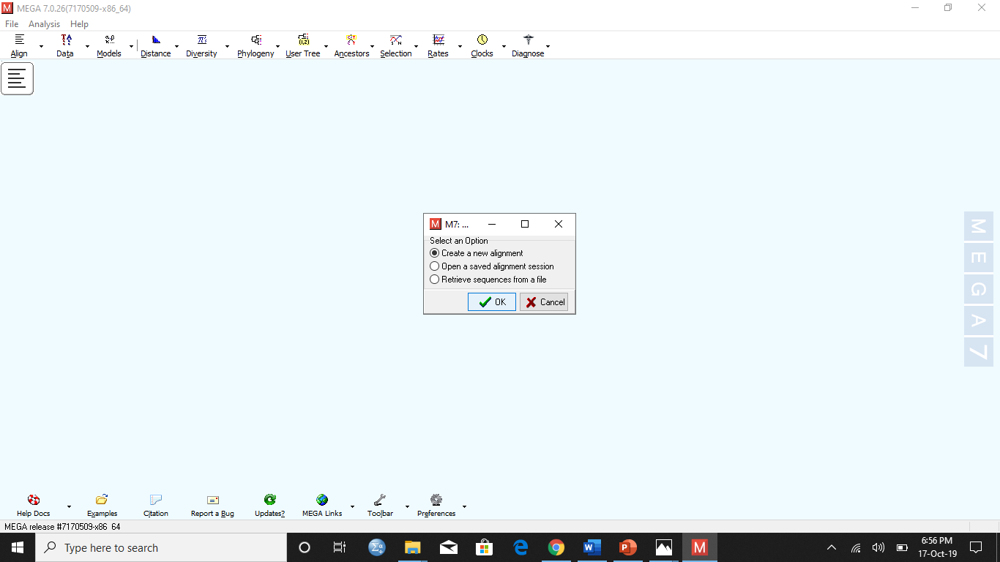 MEGA 7.0.26(7170509-x86_64)
File Analysis Help
Align Data Models Distance Diversity Phylogeny User Tree Ancestors Selection Rates Clocks Diagnose
M7: ...
Select an Option
Create a new alignment
Open a saved alignment session
Retrieve sequences from a file
OK Cancel
M
E
G
A
7
Help Docs Examples Citation Report a Bug Updates? MEGA Links Toolbar Preferences
MEGA release #7170509-x86 64
Type here to search
6:56 PM
17-Oct-19